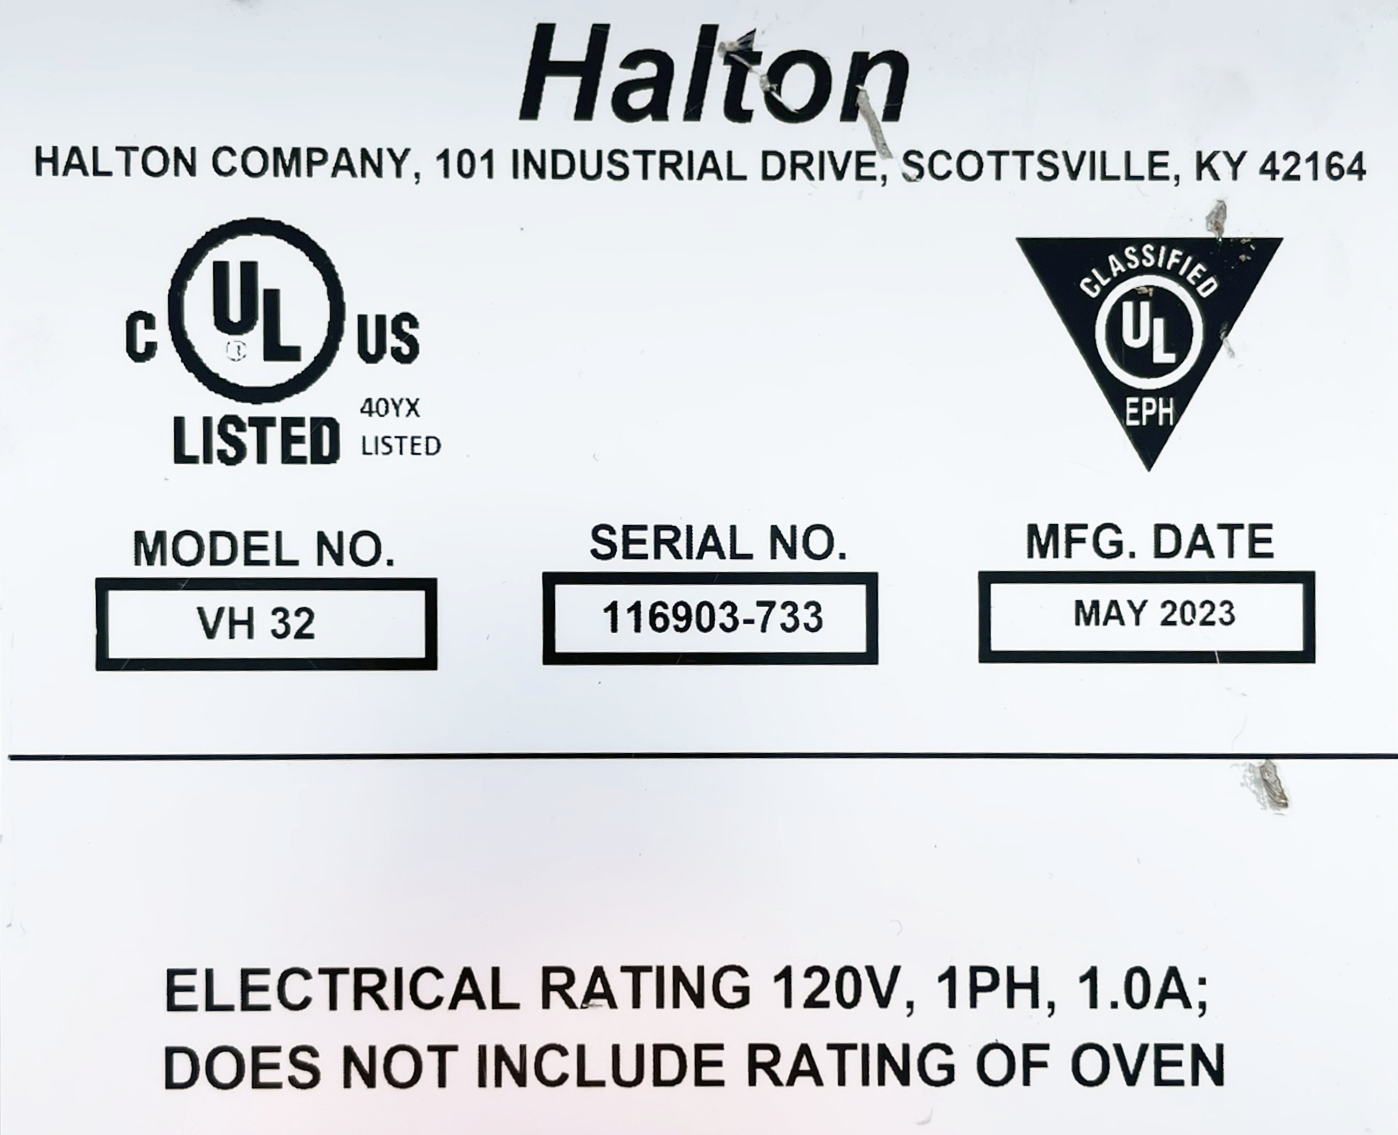 Halton
HALTON COMPANY, 101 INDUSTRIAL DRIVE, SCOTTSVILLE, KY 42164
C UL US
LISTED
40YX
LISTED
CLASSIFIED
UL
EPH
MODEL NO.
VH 32
SERIAL NO.
116903-733
MFG. DATE
MAY 2023
ELECTRICAL RATING 120V, 1PH, 1.0A;
DOES NOT INCLUDE RATING OF OVEN